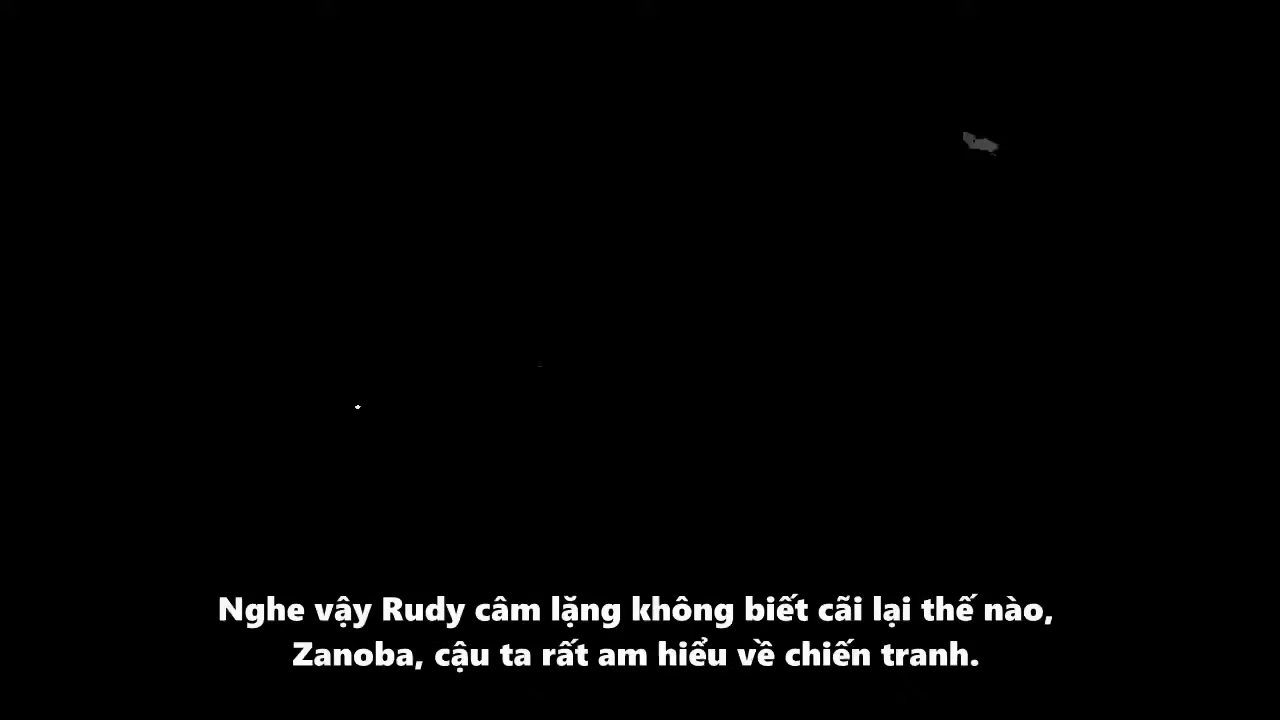 Nghe vậy Rudy câm lặng không biết cãi lại thế nào,
Zanoba, cậu ta rất am hiểu về chiến tranh.